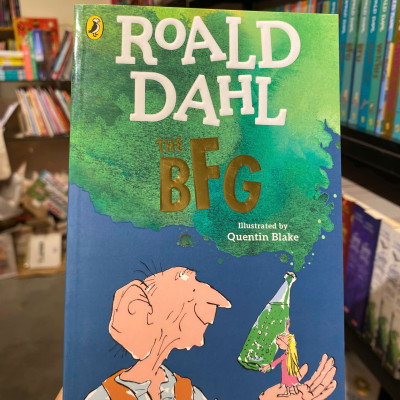 ROALD
DAHL
THE
BFG
Illustrated by
Quentin Blake